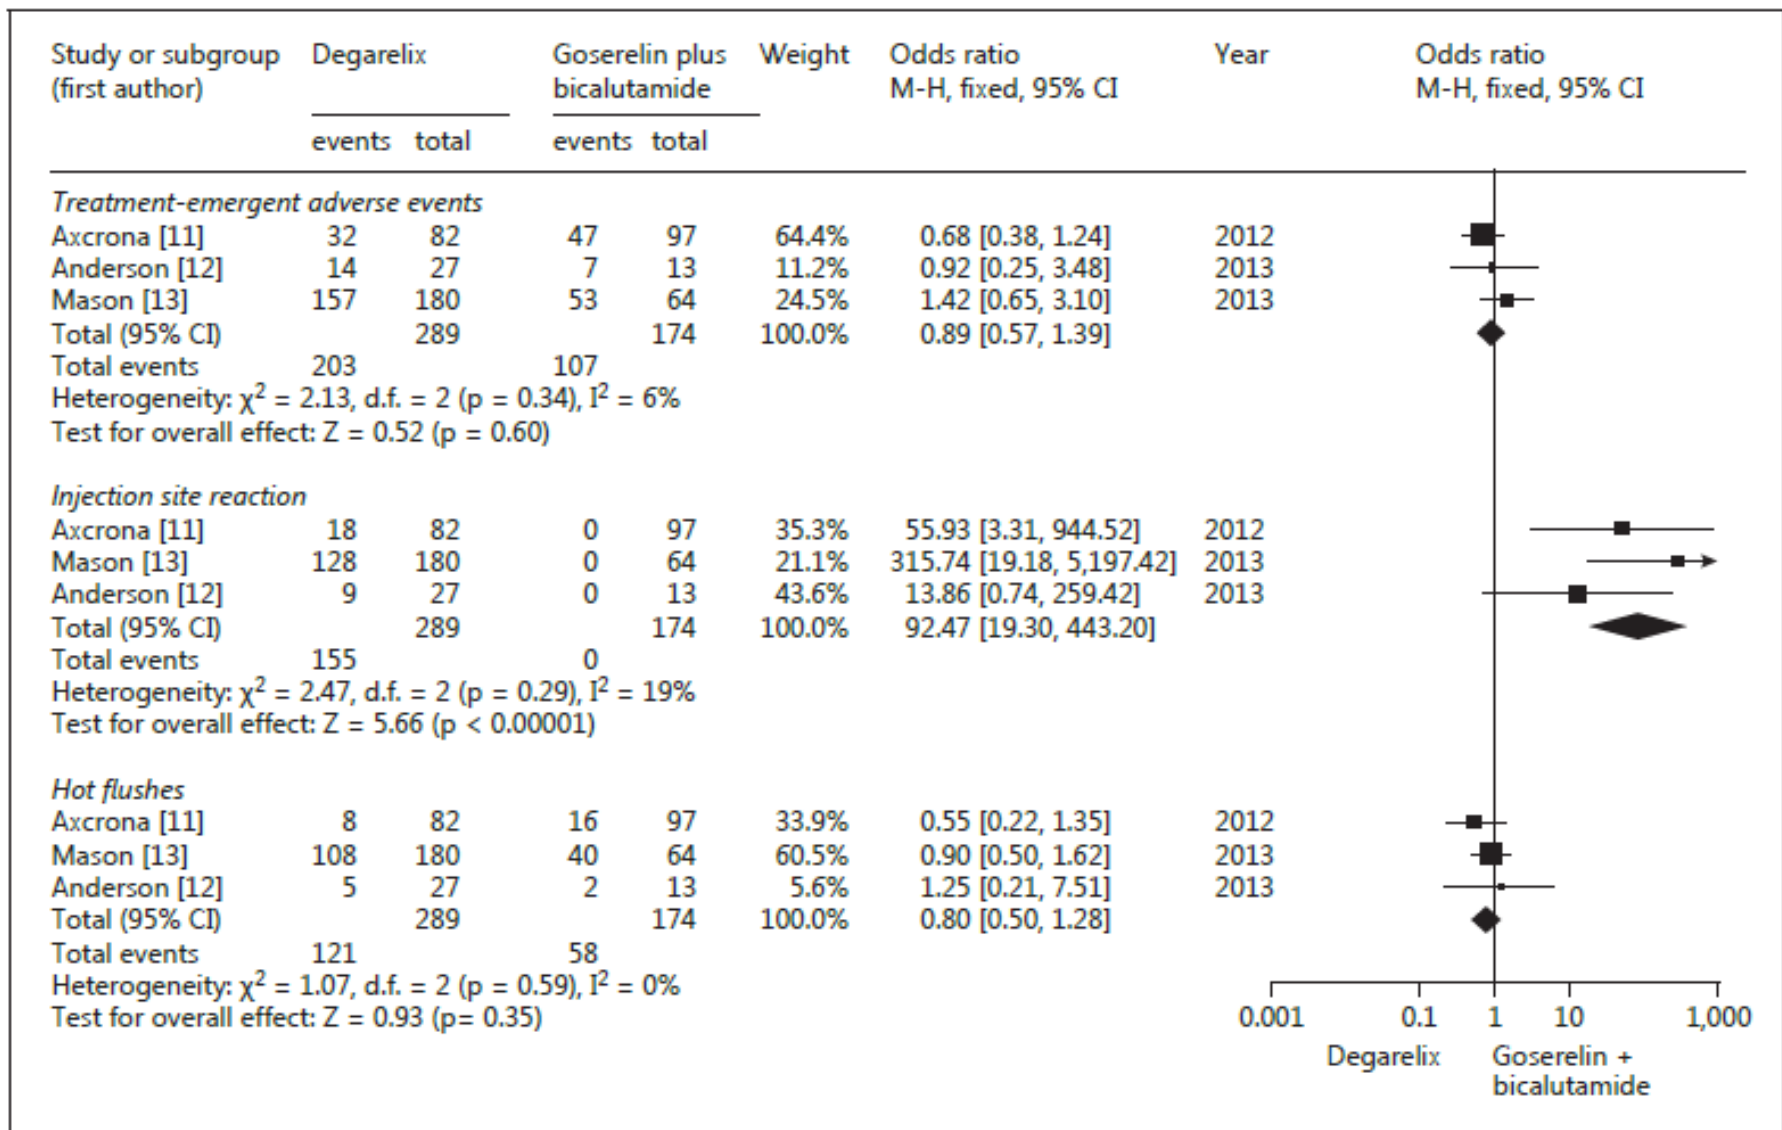 Study or subgroup Degarelix Goserelin plus Weight Odds ratio Year Odds ratio
(first author) bicalutamide M-H, fixed, 95% CI M-H, fixed, 95% CI
events total events total
Treatment-emergent adverse events
Axcrona [11] 32 82 47 97 64.4% 0.68 [0.38, 1.24] 2012
Anderson [12] 14 27 7 13 11.2% 0.92 [0.25, 3.48] 2013
Mason [13] 157 180 53 64 24.5% 1.42 [0.65, 3.10] 2013
Total (95% CI) 289 174 100.0% 0.89 [0.57, 1.39]
Total events 203 107
Heterogeneity: χ² = 2.13, d.f. = 2 (p = 0.34), I² = 6%
Test for overall effect: Z = 0.52 (p = 0.60)
Injection site reaction
Axcrona [11] 18 82 0 97 35.3% 55.93 [3.31, 944.52] 2012
Mason [13] 128 180 0 64 21.1% 315.74 [19.18, 5,197.42] 2013
Anderson [12] 9 27 0 13 43.6% 13.86 [0.74, 259.42] 2013
Total (95% CI) 289 174 100.0% 92.47 [19.30, 443.20]
Total events 155 0
Heterogeneity: χ² = 2.47, d.f. = 2 (p = 0.29), I² = 19%
Test for overall effect: Z = 5.66 (p < 0.00001)
Hot flushes
Axcrona [11] 8 82 16 97 33.9% 0.55 [0.22, 1.35] 2012
Mason [13] 108 180 40 64 60.5% 0.90 [0.50, 1.62] 2013
Anderson [12] 5 27 2 13 5.6% 1.25 [0.21, 7.51] 2013
Total (95% CI) 289 174 100.0% 0.80 [0.50, 1.28]
Total events 121 58
Heterogeneity: χ² = 1.07, d.f. = 2 (p = 0.59), I² = 0%
Test for overall effect: Z = 0.93 (p= 0.35)
0.001 0.1 1 10 1,000
Degarelix Goserelin +
bicalutamide